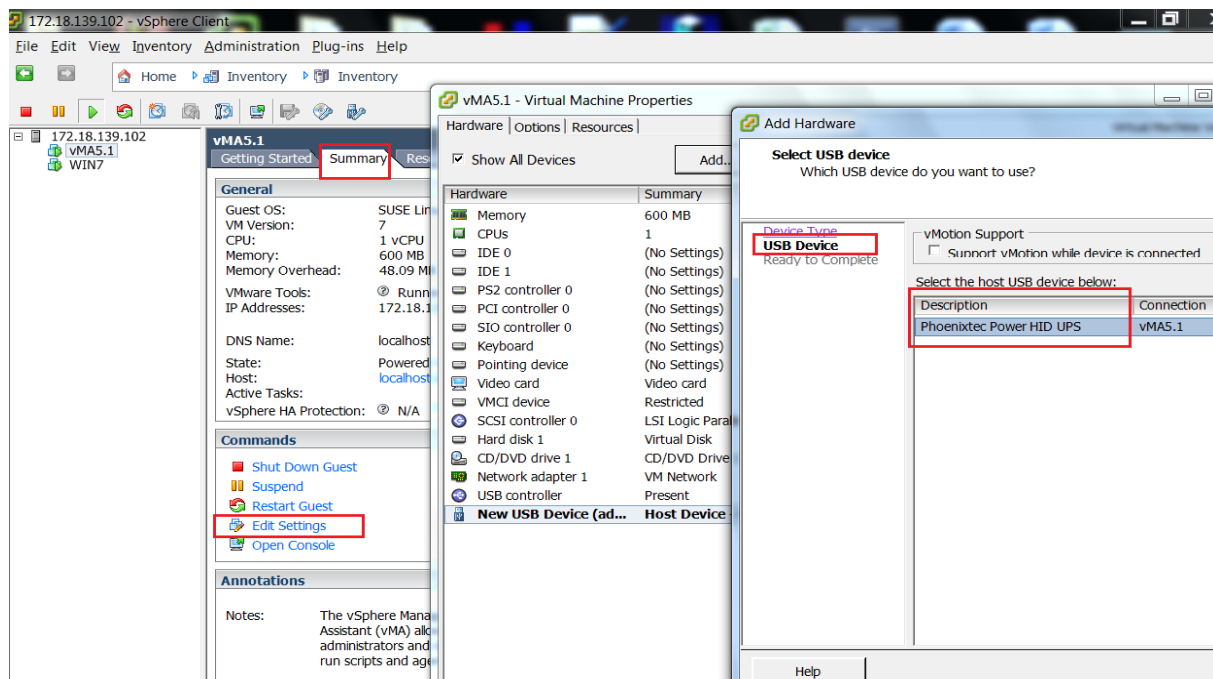 172.18.139.102 - vSphere Client
File Edit View Inventory Administration Plug-ins Help
Home Inventory Inventory
172.18.139.102
vMA5.1
WIN7
vMA5.1
Getting Started Summary Res
General
Guest OS: SUSE Lin
VM Version: 7
CPU: 1 vCPU
Memory: 600 MB
Memory Overhead: 48.09 M
VMware Tools: Runn
IP Addresses: 172.18.1
DNS Name: localhost
State: Powered
Host: localhost
Active Tasks:
vSphere HA Protection: N/A
Commands
Shut Down Guest
Suspend
Restart Guest
Edit Settings
Open Console
Annotations
Notes: The vSphere Mana
Assistant (vMA) allo
administrators and
run scripts and age
vMA5.1 - Virtual Machine Properties
Hardware Options Resources
Show All Devices Add..
Hardware Summary
Memory 600 MB
CPUs 1
IDE 0 (No Settings)
IDE 1 (No Settings)
PS2 controller 0 (No Settings)
PCI controller 0 (No Settings)
SIO controller 0 (No Settings)
Keyboard (No Settings)
Pointing device (No Settings)
Video card Video card
VMCI device Restricted
SCSI controller 0 LSI Logic Paral
Hard disk 1 Virtual Disk
CD/DVD drive 1 CD/DVD Drive
Network adapter 1 VM Network
USB controller Present
New USB Device (ad... Host Device
Add Hardware
Select USB device
Which USB device do you want to use?
Device Type
USB Device
Ready to Complete
vMotion Support
Support vMotion while device is connected
Select the host USB device below:
Description Connection
Phoenixtec Power HID UPS vMA5.1
Help